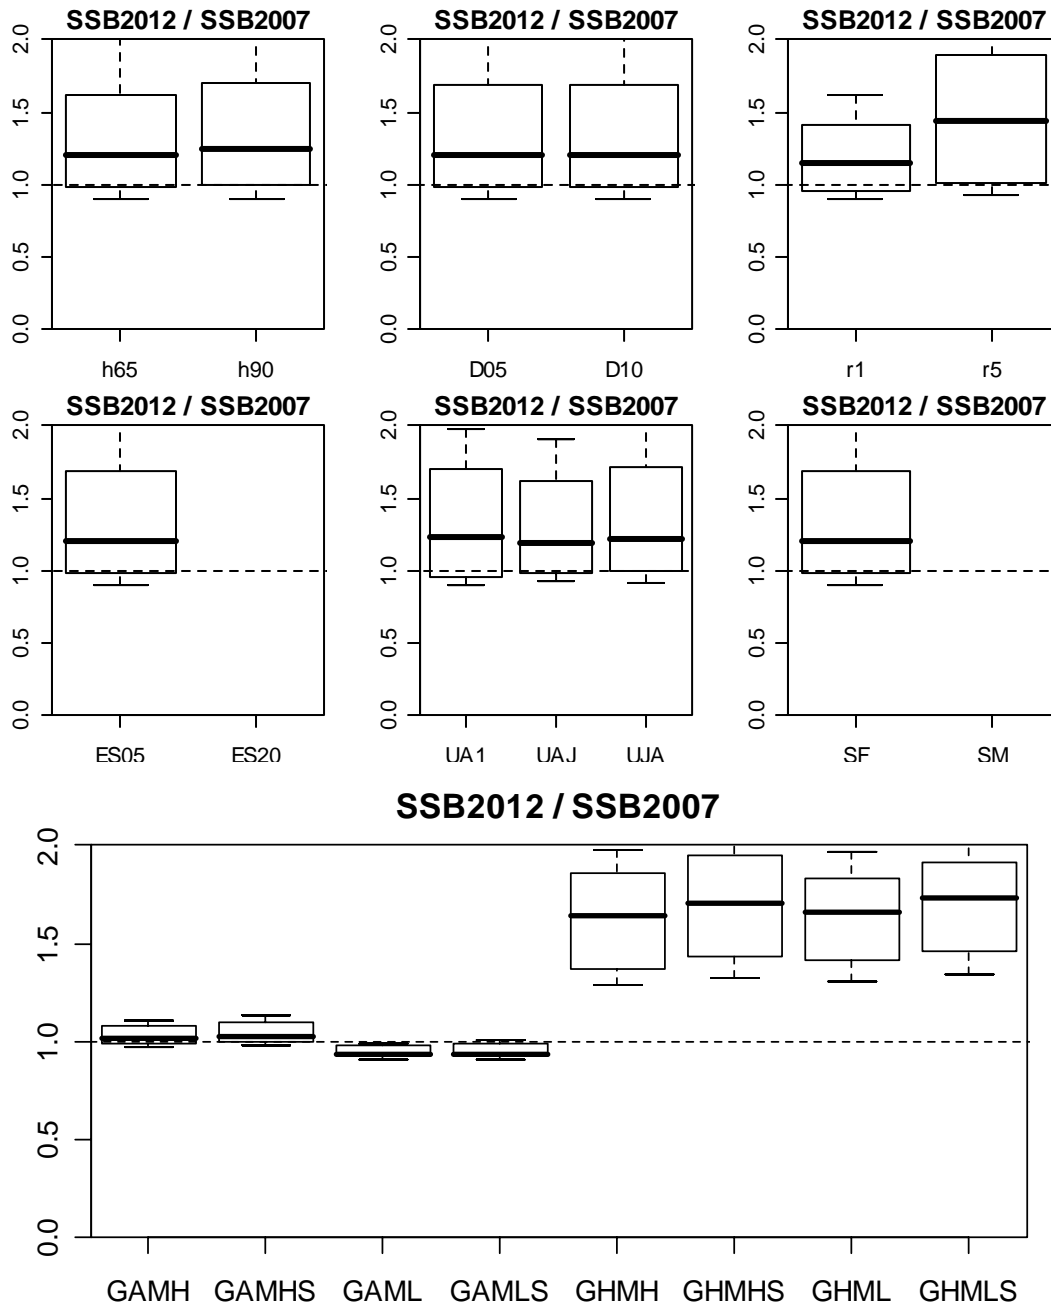 SSB2012 / SSB2007 SSB2012 / SSB2007 SSB2012 / SSB2007
2.0 2.0 2.0
1.5 1.5 1.5
1.0 1.0 1.0
0.5 0.5 0.5
0.0 0.0 0.0
h65 h90 D05 D10 r1 r5
SSB2012 / SSB2007 SSB2012 / SSB2007 SSB2012 / SSB2007
2.0 2.0 2.0
1.5 1.5 1.5
1.0 1.0 1.0
0.5 0.5 0.5
0.0 0.0 0.0
ES05 ES20 UA1 UAJ UJA SF SM
SSB2012 / SSB2007
2.0
1.5
1.0
0.5
0.0
GAMH GAMHS GAML GAMLS GHMH GHMHS GHML GHMLS